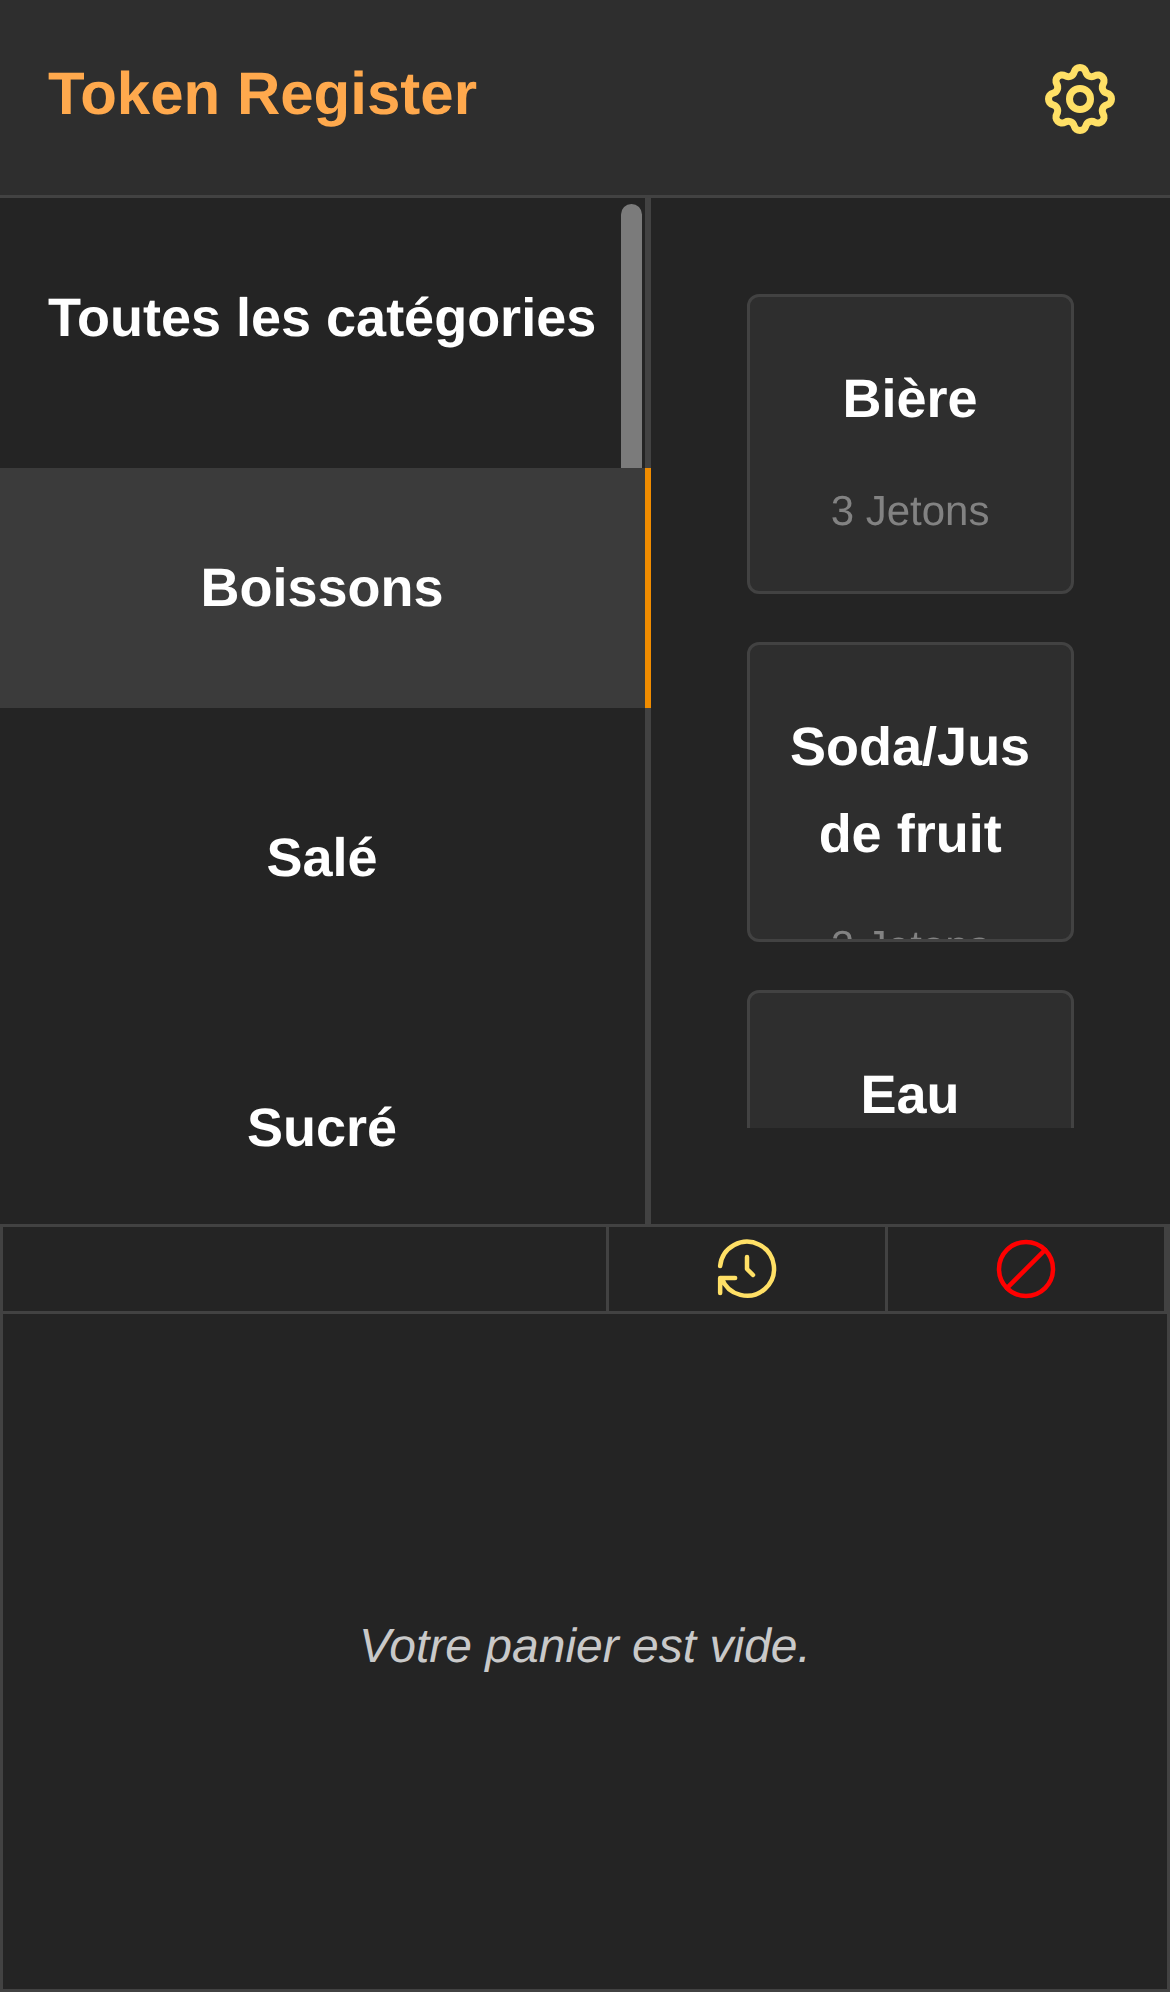 Token Register
Toutes les catégories
Boissons
Salé
Sucré
Bière
3 Jetons
Soda/Jus
de fruit
Jetons
Eau
Votre panier est vide.